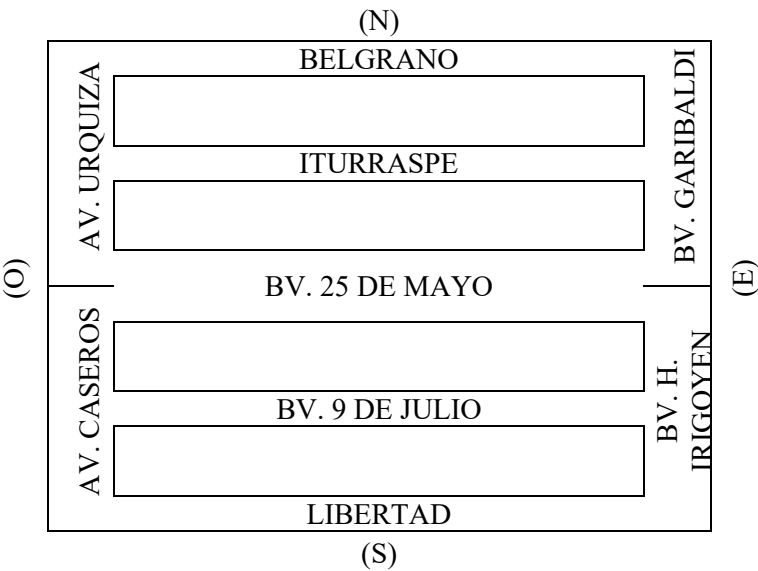 (N)
BELGRANO
AV. URQUIZA
BV. GARIBALDI
ITURRASPE
(O)
BV. 25 DE MAYO
(E)
AV. CASEROS
BV. H.
IRIGOYEN
BV. 9 DE JULIO
LIBERTAD
(S)